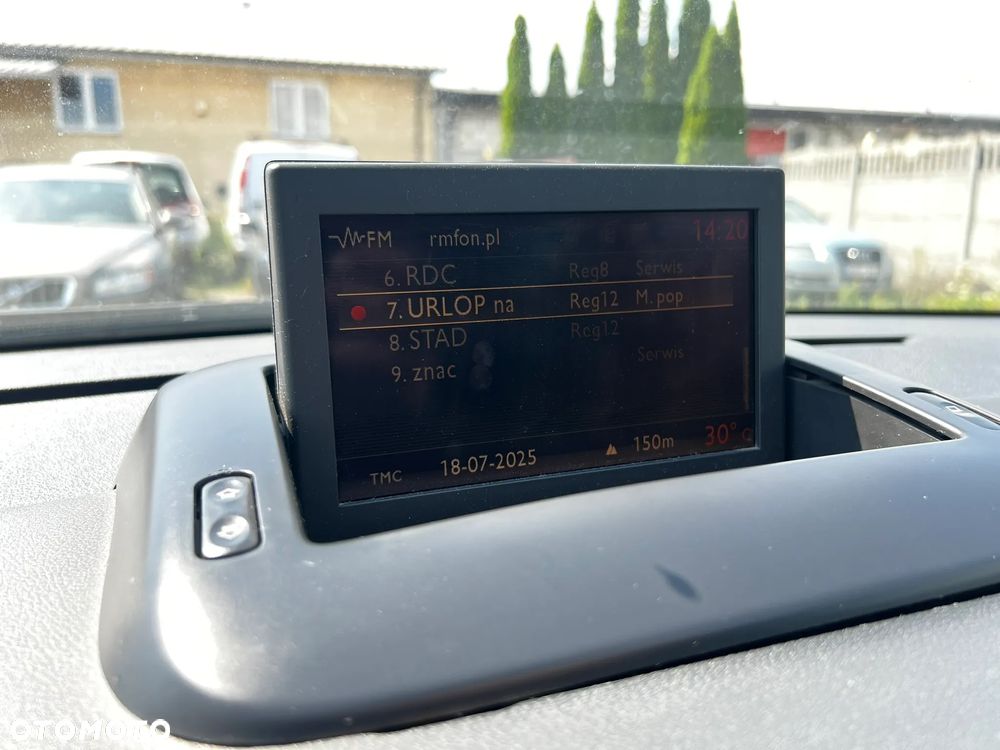 FM rmfon.pl 14:20
6. RDC Reg8 Serwis
7. URLOP na Reg12 M. pop
8. STAD Reg12
Serwis
9. znac
TMC 18-07-2025 150m 30° C
OTOMOTO